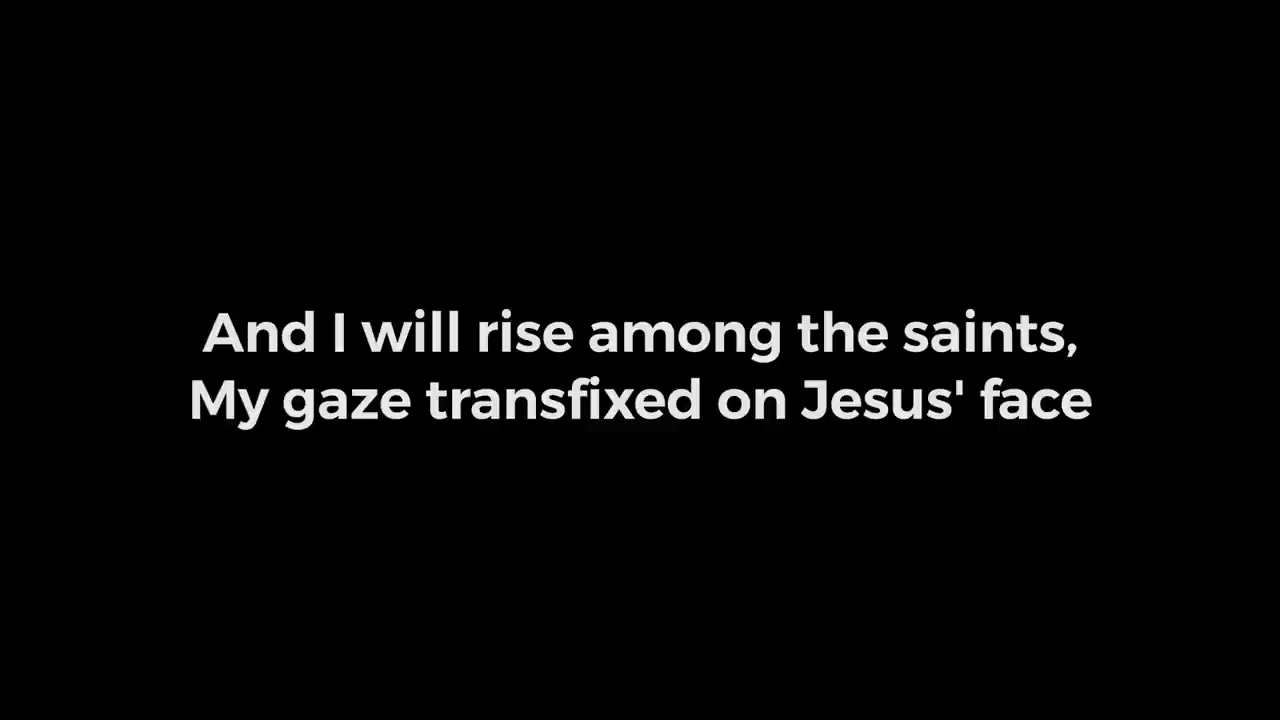 And I will rise among the saints,
My gaze transfixed on Jesus' face